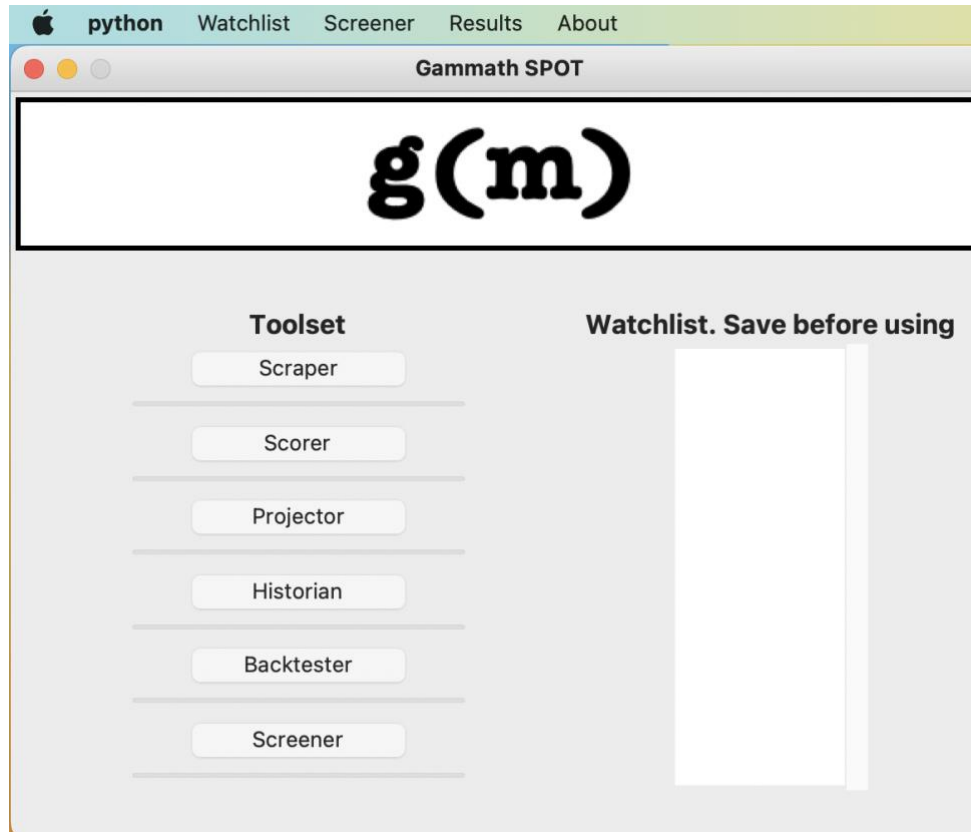 python Watchlist Screener Results About
Gammath SPOT
g(m)
Toolset
Watchlist. Save before using
Scraper
Scorer
Projector
Historian
Backtester
Screener